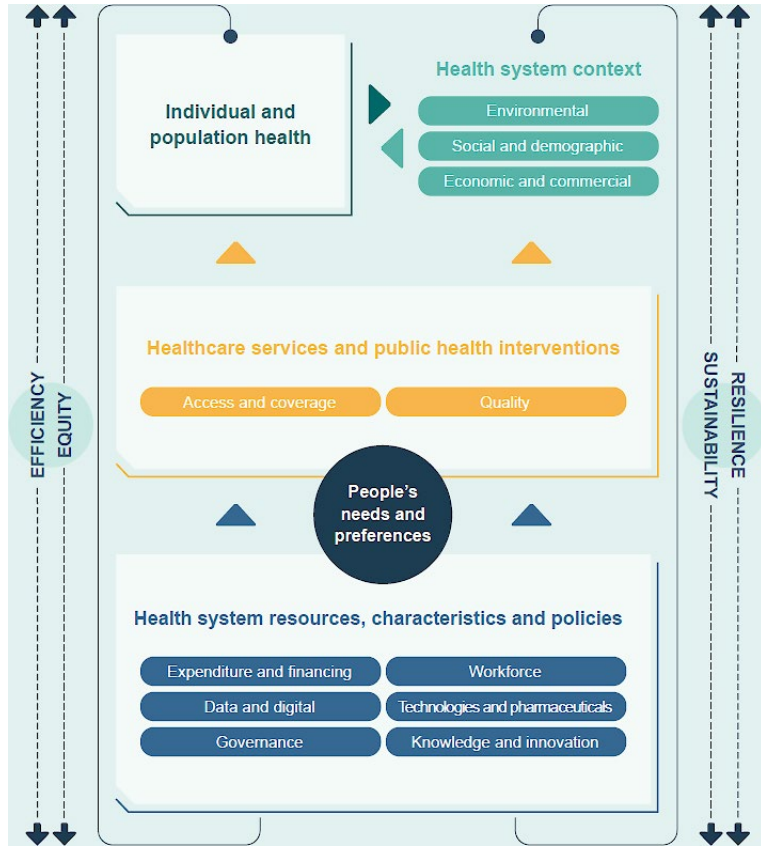 Individual and
population health
Health system context
Environmental
Social and demographic
Economic and commercial
Healthcare services and public health interventions
Access and coverage
Quality
People's
needs and
preferences
Health system resources, characteristics and policies
Expenditure and financing
Workforce
Data and digital
Technologies and pharmaceuticals
Governance
Knowledge and innovation
EFFICIENCY
EQUITY
SUSTAINABILITY
RESILIENCE